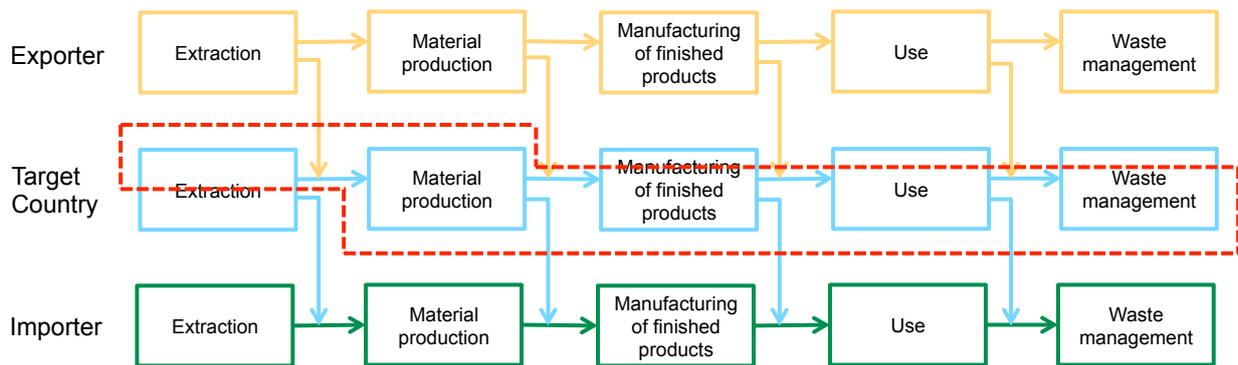 Exporter
Extraction
Material
production
Manufacturing
of finished
products
Use
Waste
management
Target
Country
Extraction
Material
production
Manufacturing
of finished
products
Use
Waste
management
Importer
Extraction
Material
production
Manufacturing
of finished
products
Use
Waste
management